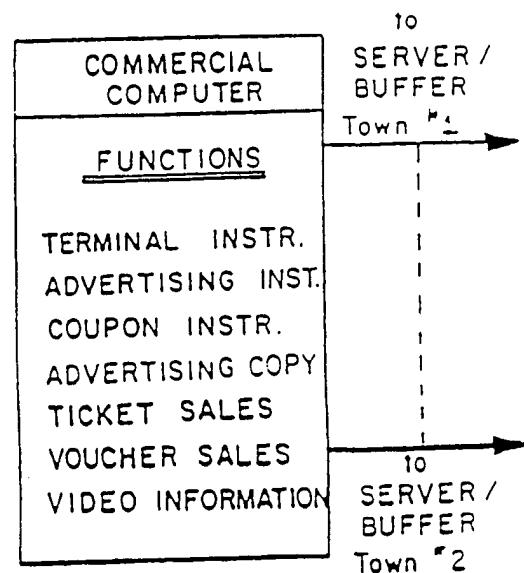 COMMERCIAL
COMPUTER
FUNCTIONS
TERMINAL INSTR.
ADVERTISING INST.
COUPON INSTR.
ADVERTISING COPY
TICKET SALES
VOUCHER SALES
VIDEO INFORMATION
to
SERVER/
BUFFER
Town #1
to
SERVER/
BUFFER
Town #2